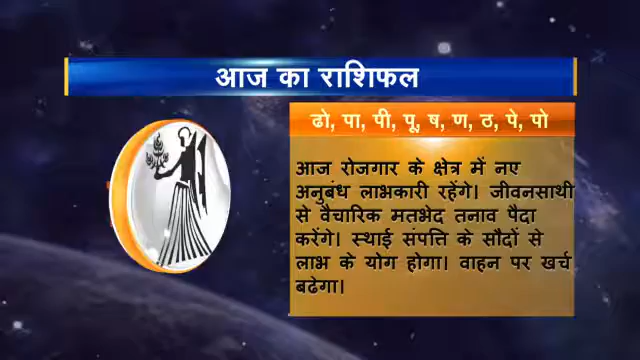 आज का राशिफल
ढो, पा, पी, पू, ष, ण, ठ, पे, पो
आज रोजगार के क्षेत्र में नए
अनुबंध लाभकारी रहेंगे। जीवनसाथी
से वैचारिक मतभेद तनाव पैदा
करेंगे। स्थाई संपत्ति के सौदों से
लाभ के योग होगा। वाहन पर खर्च
बढेगा।